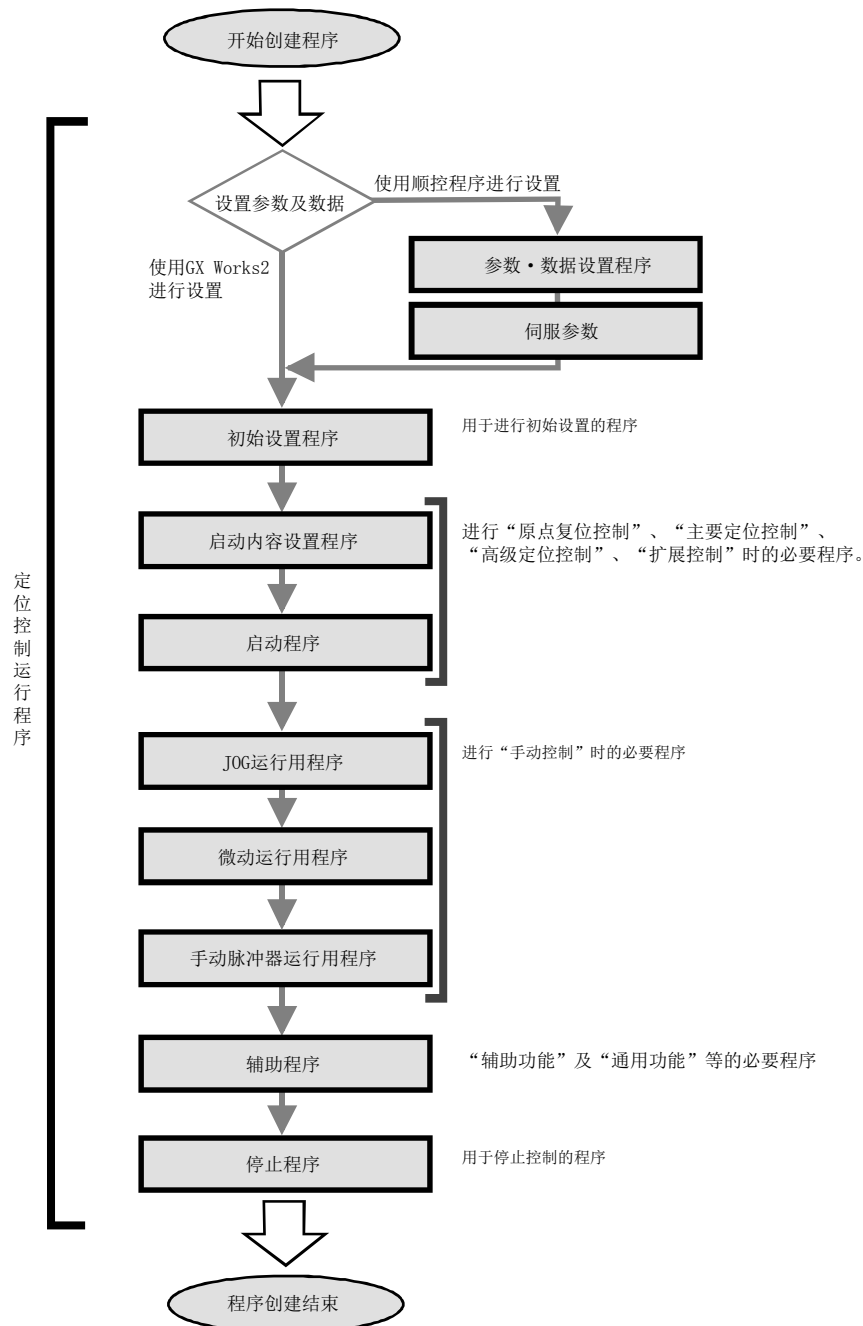 开始创建程序
设置参数及数据
使用顺控程序进行设置
使用GX Works2
进行设置
参数·数据设置程序
伺服参数
初始设置程序
用于进行初始设置的程序
启动内容设置程序
进行“原点复位控制”、“主要定位控制”、
“高级定位控制”、“扩展控制”时的必要程序。
启动程序
定位控制运行程序
JOG运行用程序
进行“手动控制”时的必要程序
微动运行用程序
手动脉冲器运行用程序
辅助程序
“辅助功能”及“通用功能”等的必要程序
停止程序
用于停止控制的程序
程序创建结束